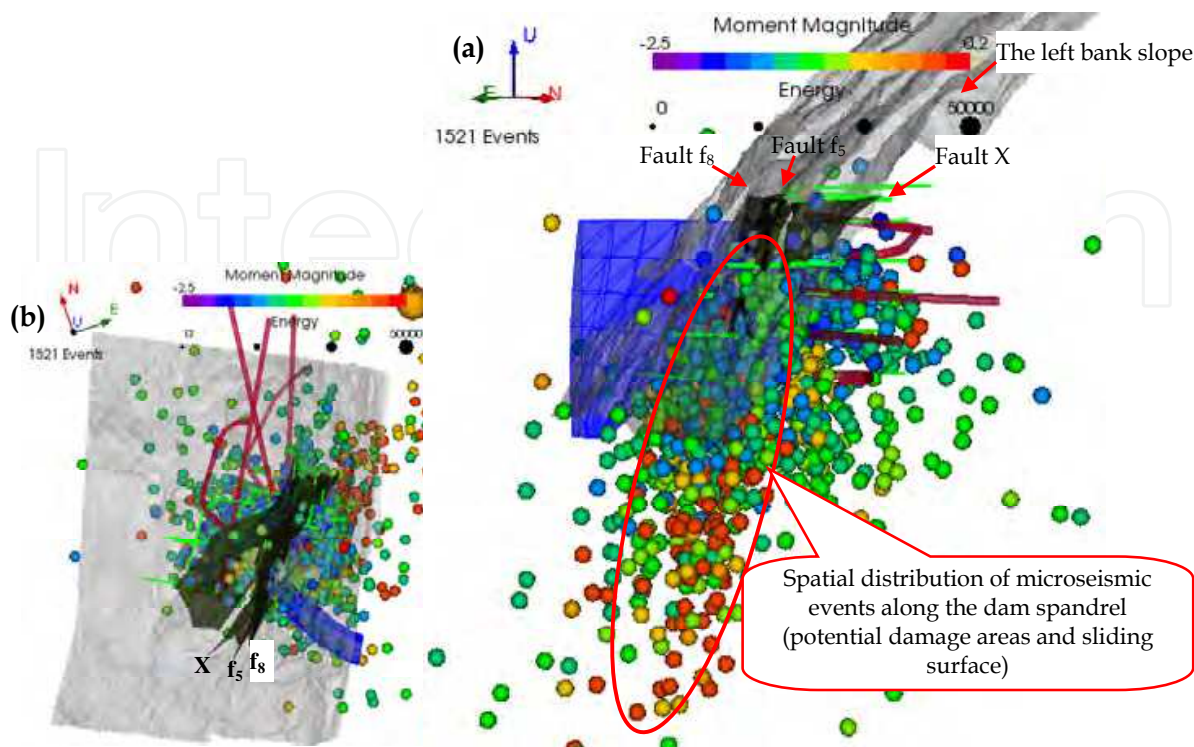 (a)
Moment Magnitude
-2.5
0.2
U
E
N
Energy
0
50000
1521 Events
The left bank slope
Fault f8
Fault f5
Fault X
(b)
Moment Magnitude
-2.5
N
E
U
Energy
50000
1521 Events
X f5 f8
Spatial distribution of microseismic
events along the dam spandrel
(potential damage areas and sliding
surface)